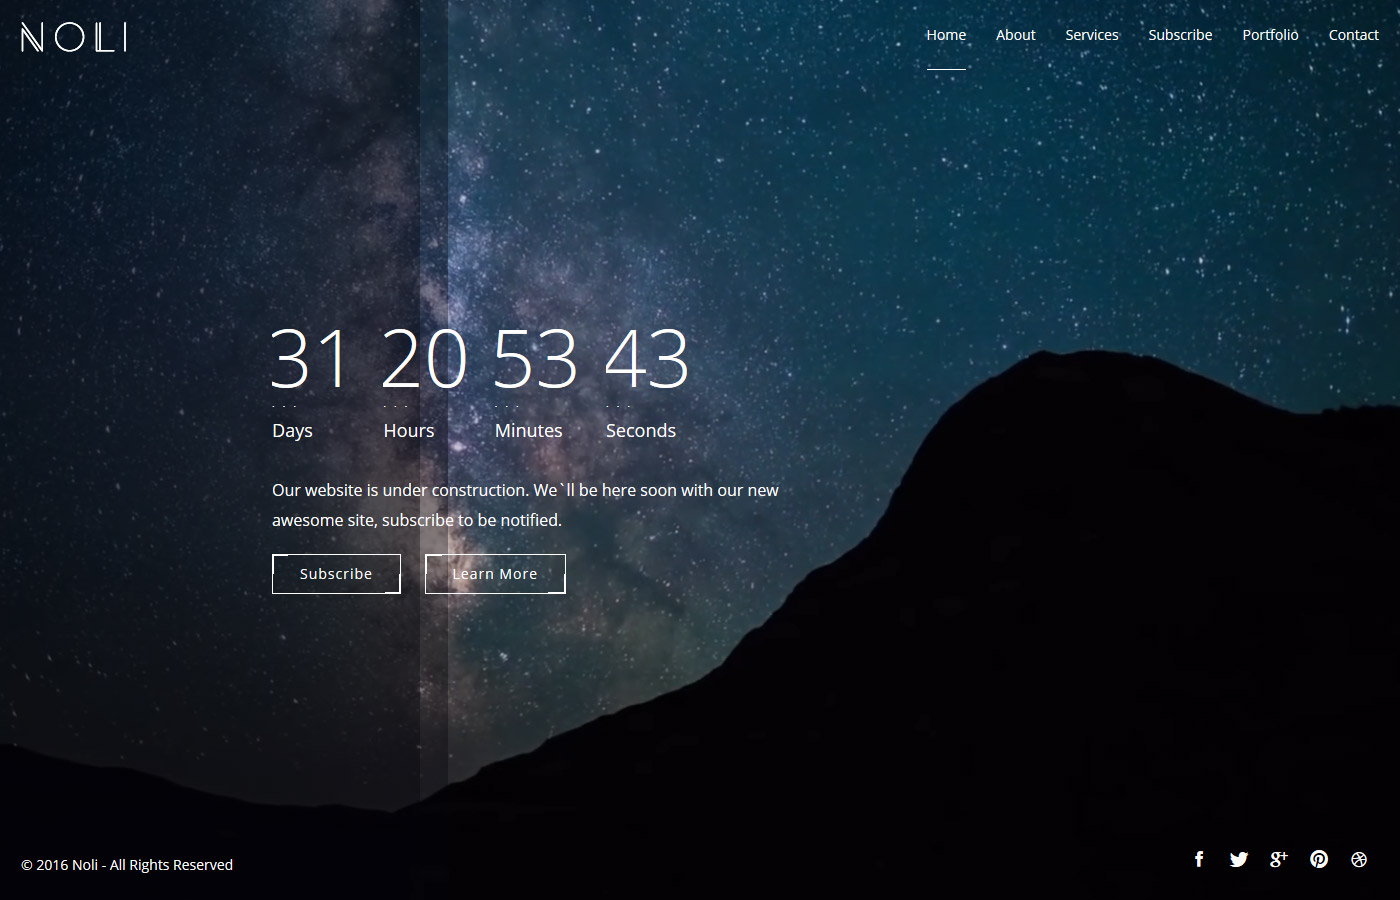 NOLI
Home About Services Subscribe Portfolio Contact
31 20 53 43
Days Hours Minutes Seconds
Our website is under construction. We`ll be here soon with our new
awesome site, subscribe to be notified.
Subscribe Learn More
© 2016 Noli - All Rights Reserved